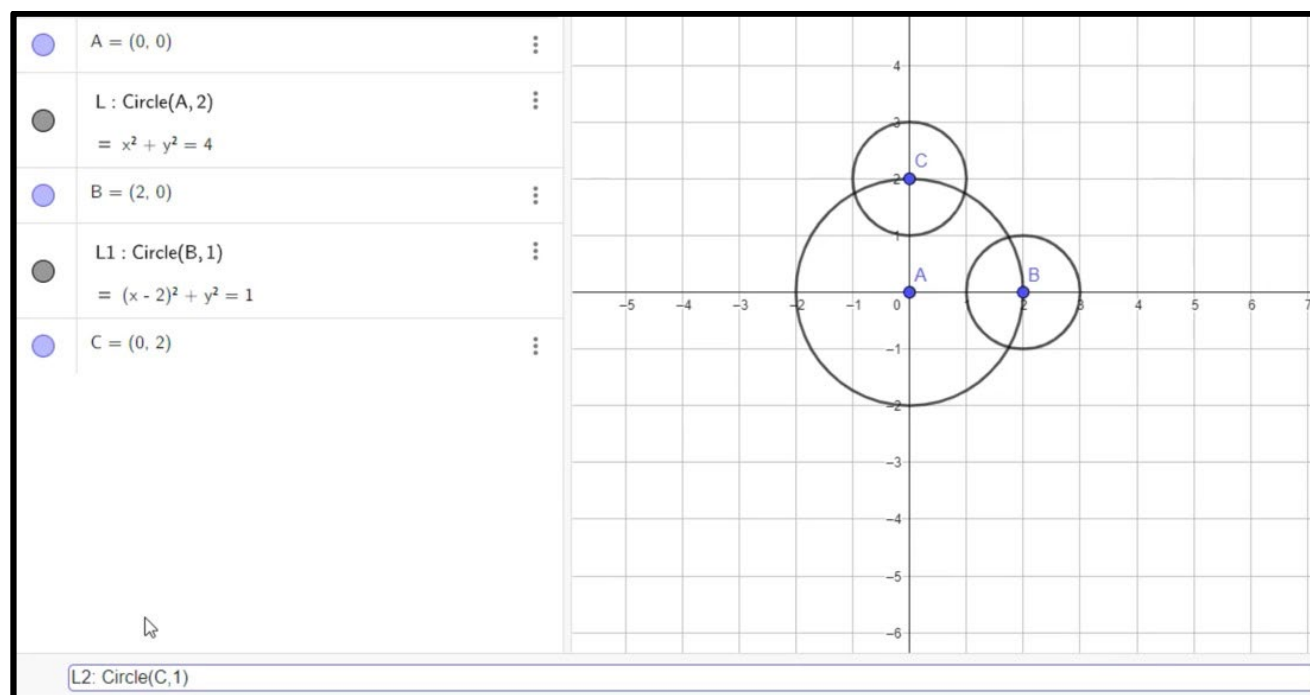 A = (0, 0)
L : Circle(A, 2)
= x² + y² = 4
B = (2, 0)
L1 : Circle(B, 1)
= (x - 2)² + y² = 1
C = (0, 2)
L2: Circle(C,1)
4
3
C
2
1
A
B
-5 -4 -3 -2 -1 0 1 2 3 4 5 6 7
-1
-2
-3
-4
-5
-6